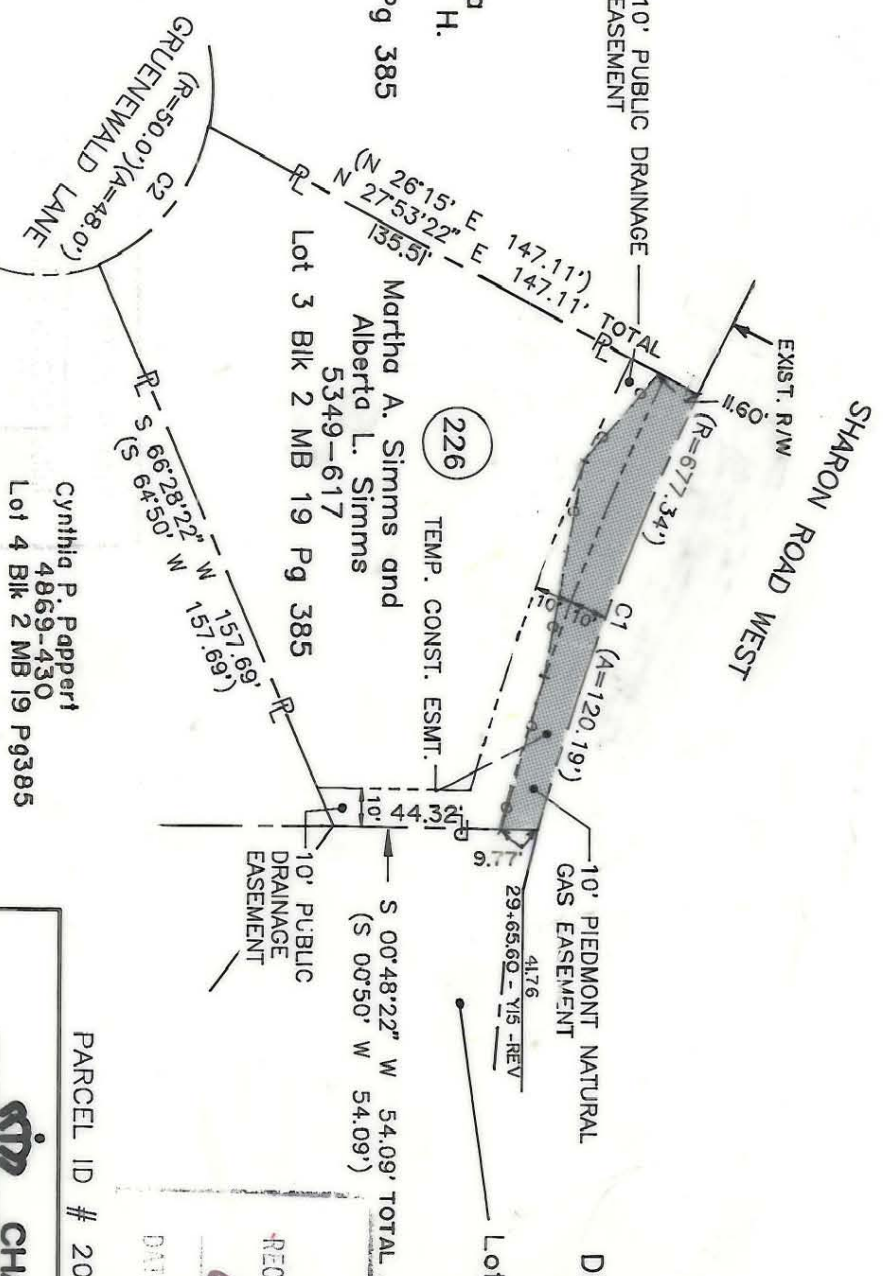 SHARON ROAD WEST
EXIST. R/W
10' PUBLIC DRAINAGE
EASEMENT
H.
Pg 385
(N 26°15' E 147.11')
N 27°53'22" E 147.11' TOTAL
135.51'
11.60'
(R=677.34')
C1 (A=120.19')
10'
10'
GRUENEWALD LANE
(R=50.0')(A=48.0')
C2
226
Martha A. Simms and
Alberta L. Simms
5349-617
Lot 3 Blk 2 MB 19 Pg 385
TEMP. CONST. ESMT.
10' PIEDMONT NATURAL
GAS EASEMENT
41.76
29+65.60 - Y15 -REV
9.77'
44.32'
10'
10' PUBLIC
DRAINAGE
EASEMENT
S 00°48'22" W 54.09' TOTAL
(S 00°50' W 54.09')
S 66°28'22" W 157.69'
(S 64°50' W 157.69')
Cynthia P. Pappert
4869-430
Lot 4 Blk 2 MB 19 Pg385
PARCEL ID # 20
Lot
D
REC
DAT
CH